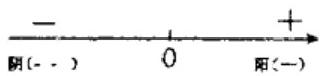 — +
阴(- -) 0 阳(—)